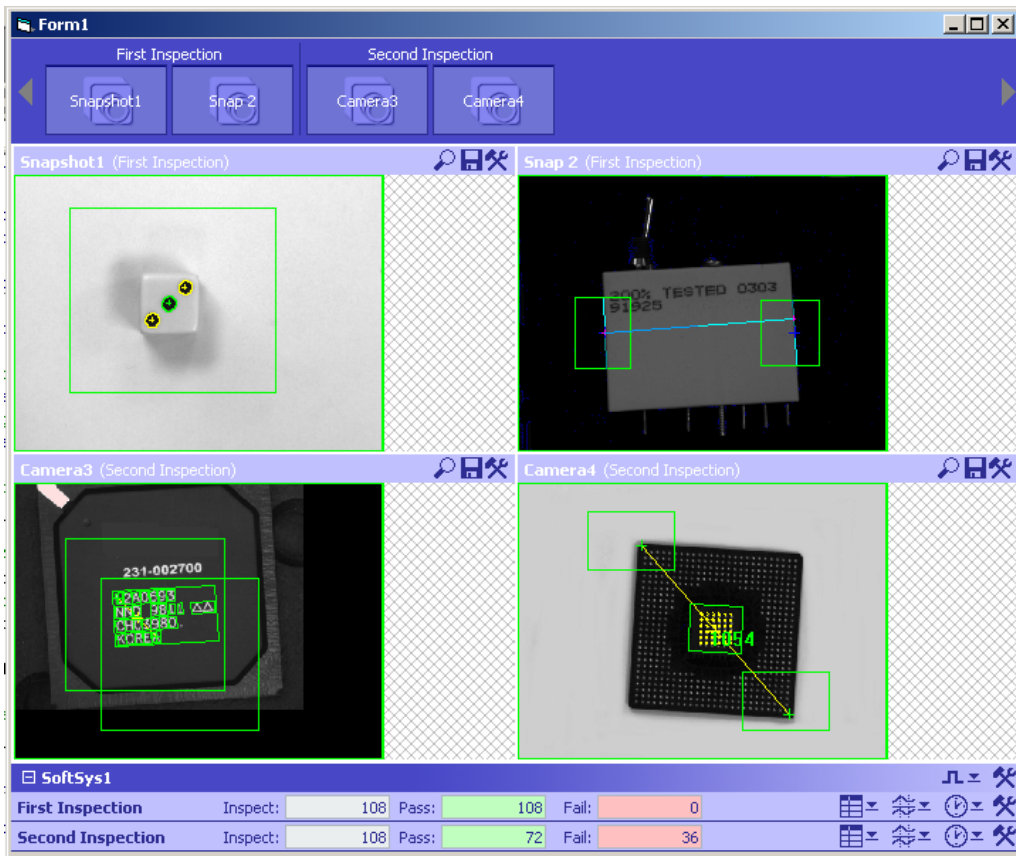 Form1
First Inspection Second Inspection
Snapshot1 Snap 2 Camera3 Camera4
Snapshot1 (First Inspection) Snap 2 (First Inspection)
TESTED 0303
91925
Camera3 (Second Inspection) Camera4 (Second Inspection)
231-002700
KOREA
SoftSys1
First Inspection Inspect: 108 Pass: 108 Fail: 0
Second Inspection Inspect: 108 Pass: 72 Fail: 36